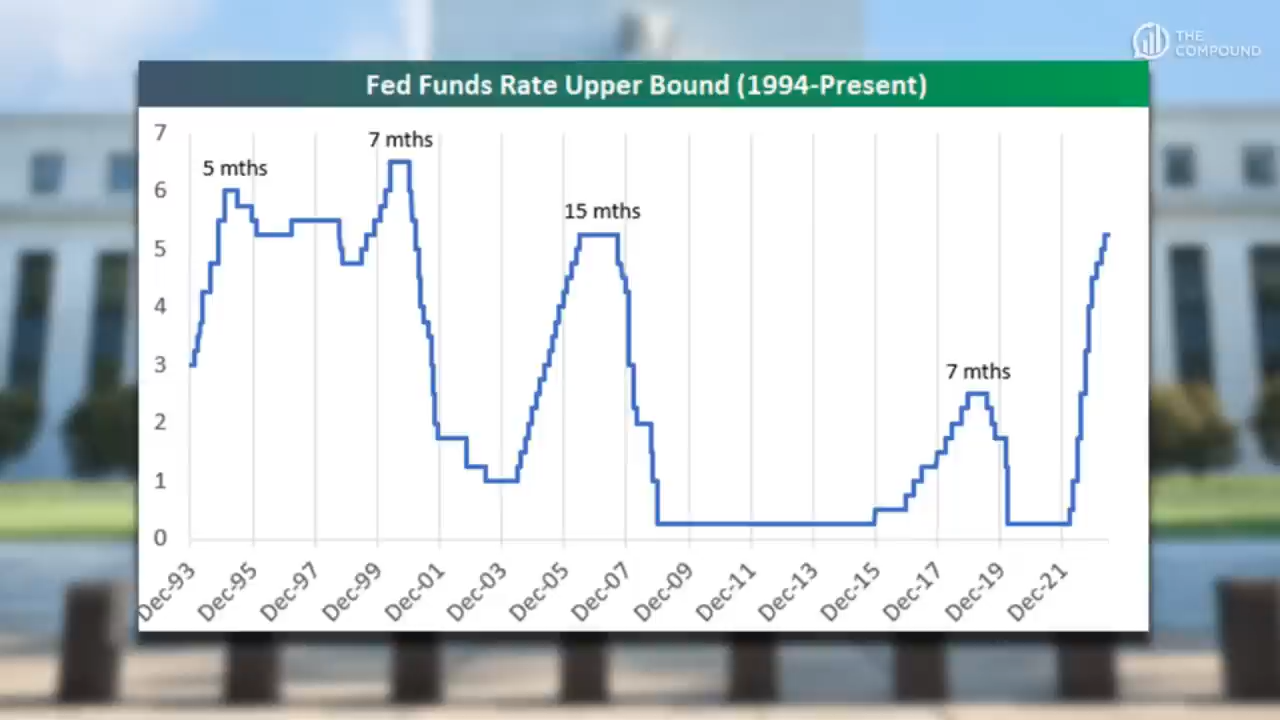 THE
COMPOUND
Fed Funds Rate Upper Bound (1994-Present)
7
6
5
4
3
2
1
0
5 mths
7 mths
15 mths
7 mths
Dec-93
Dec-95
Dec-97
Dec-99
Dec-01
Dec-03
Dec-05
Dec-07
Dec-09
Dec-11
Dec-13
Dec-15
Dec-17
Dec-19
Dec-21